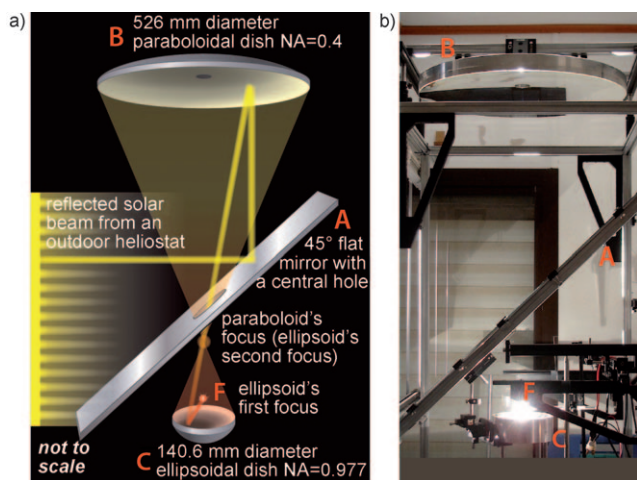 a)
526 mm diameter
B paraboloidal dish NA=0.4
reflected solar
beam from an
outdoor heliostat
A
45° flat
mirror with
a central hole
paraboloid's
focus (ellipsoid's
second focus)
F ellipsoid's
first focus
not to
scale
C 140.6 mm diameter
ellipsoidal dish NA=0.977
b)
B
A
F
C